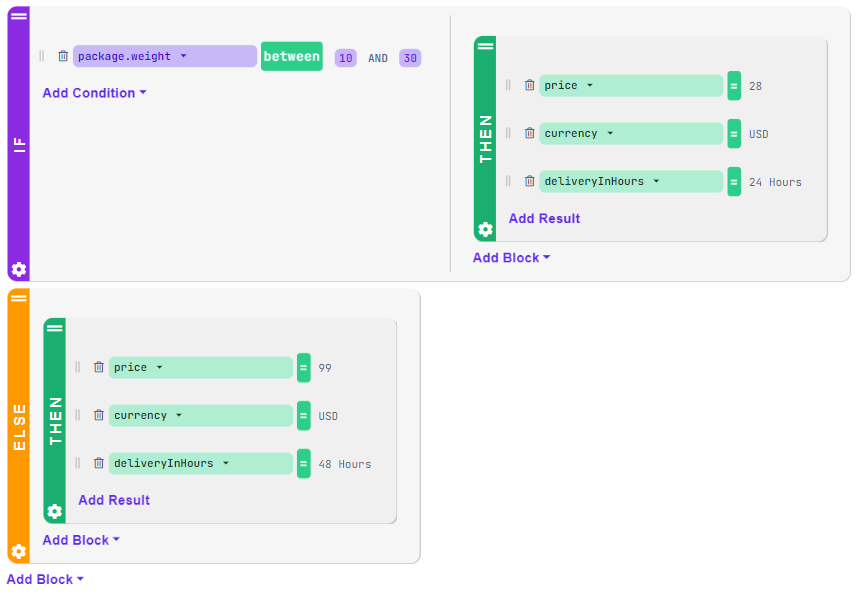 IF
package.weight between 10 AND 30
Add Condition
THEN
price = 28
currency = USD
deliveryInHours = 24 Hours
Add Result
Add Block
ELSE
THEN
price = 99
currency = USD
deliveryInHours = 48 Hours
Add Result
Add Block
Add Block